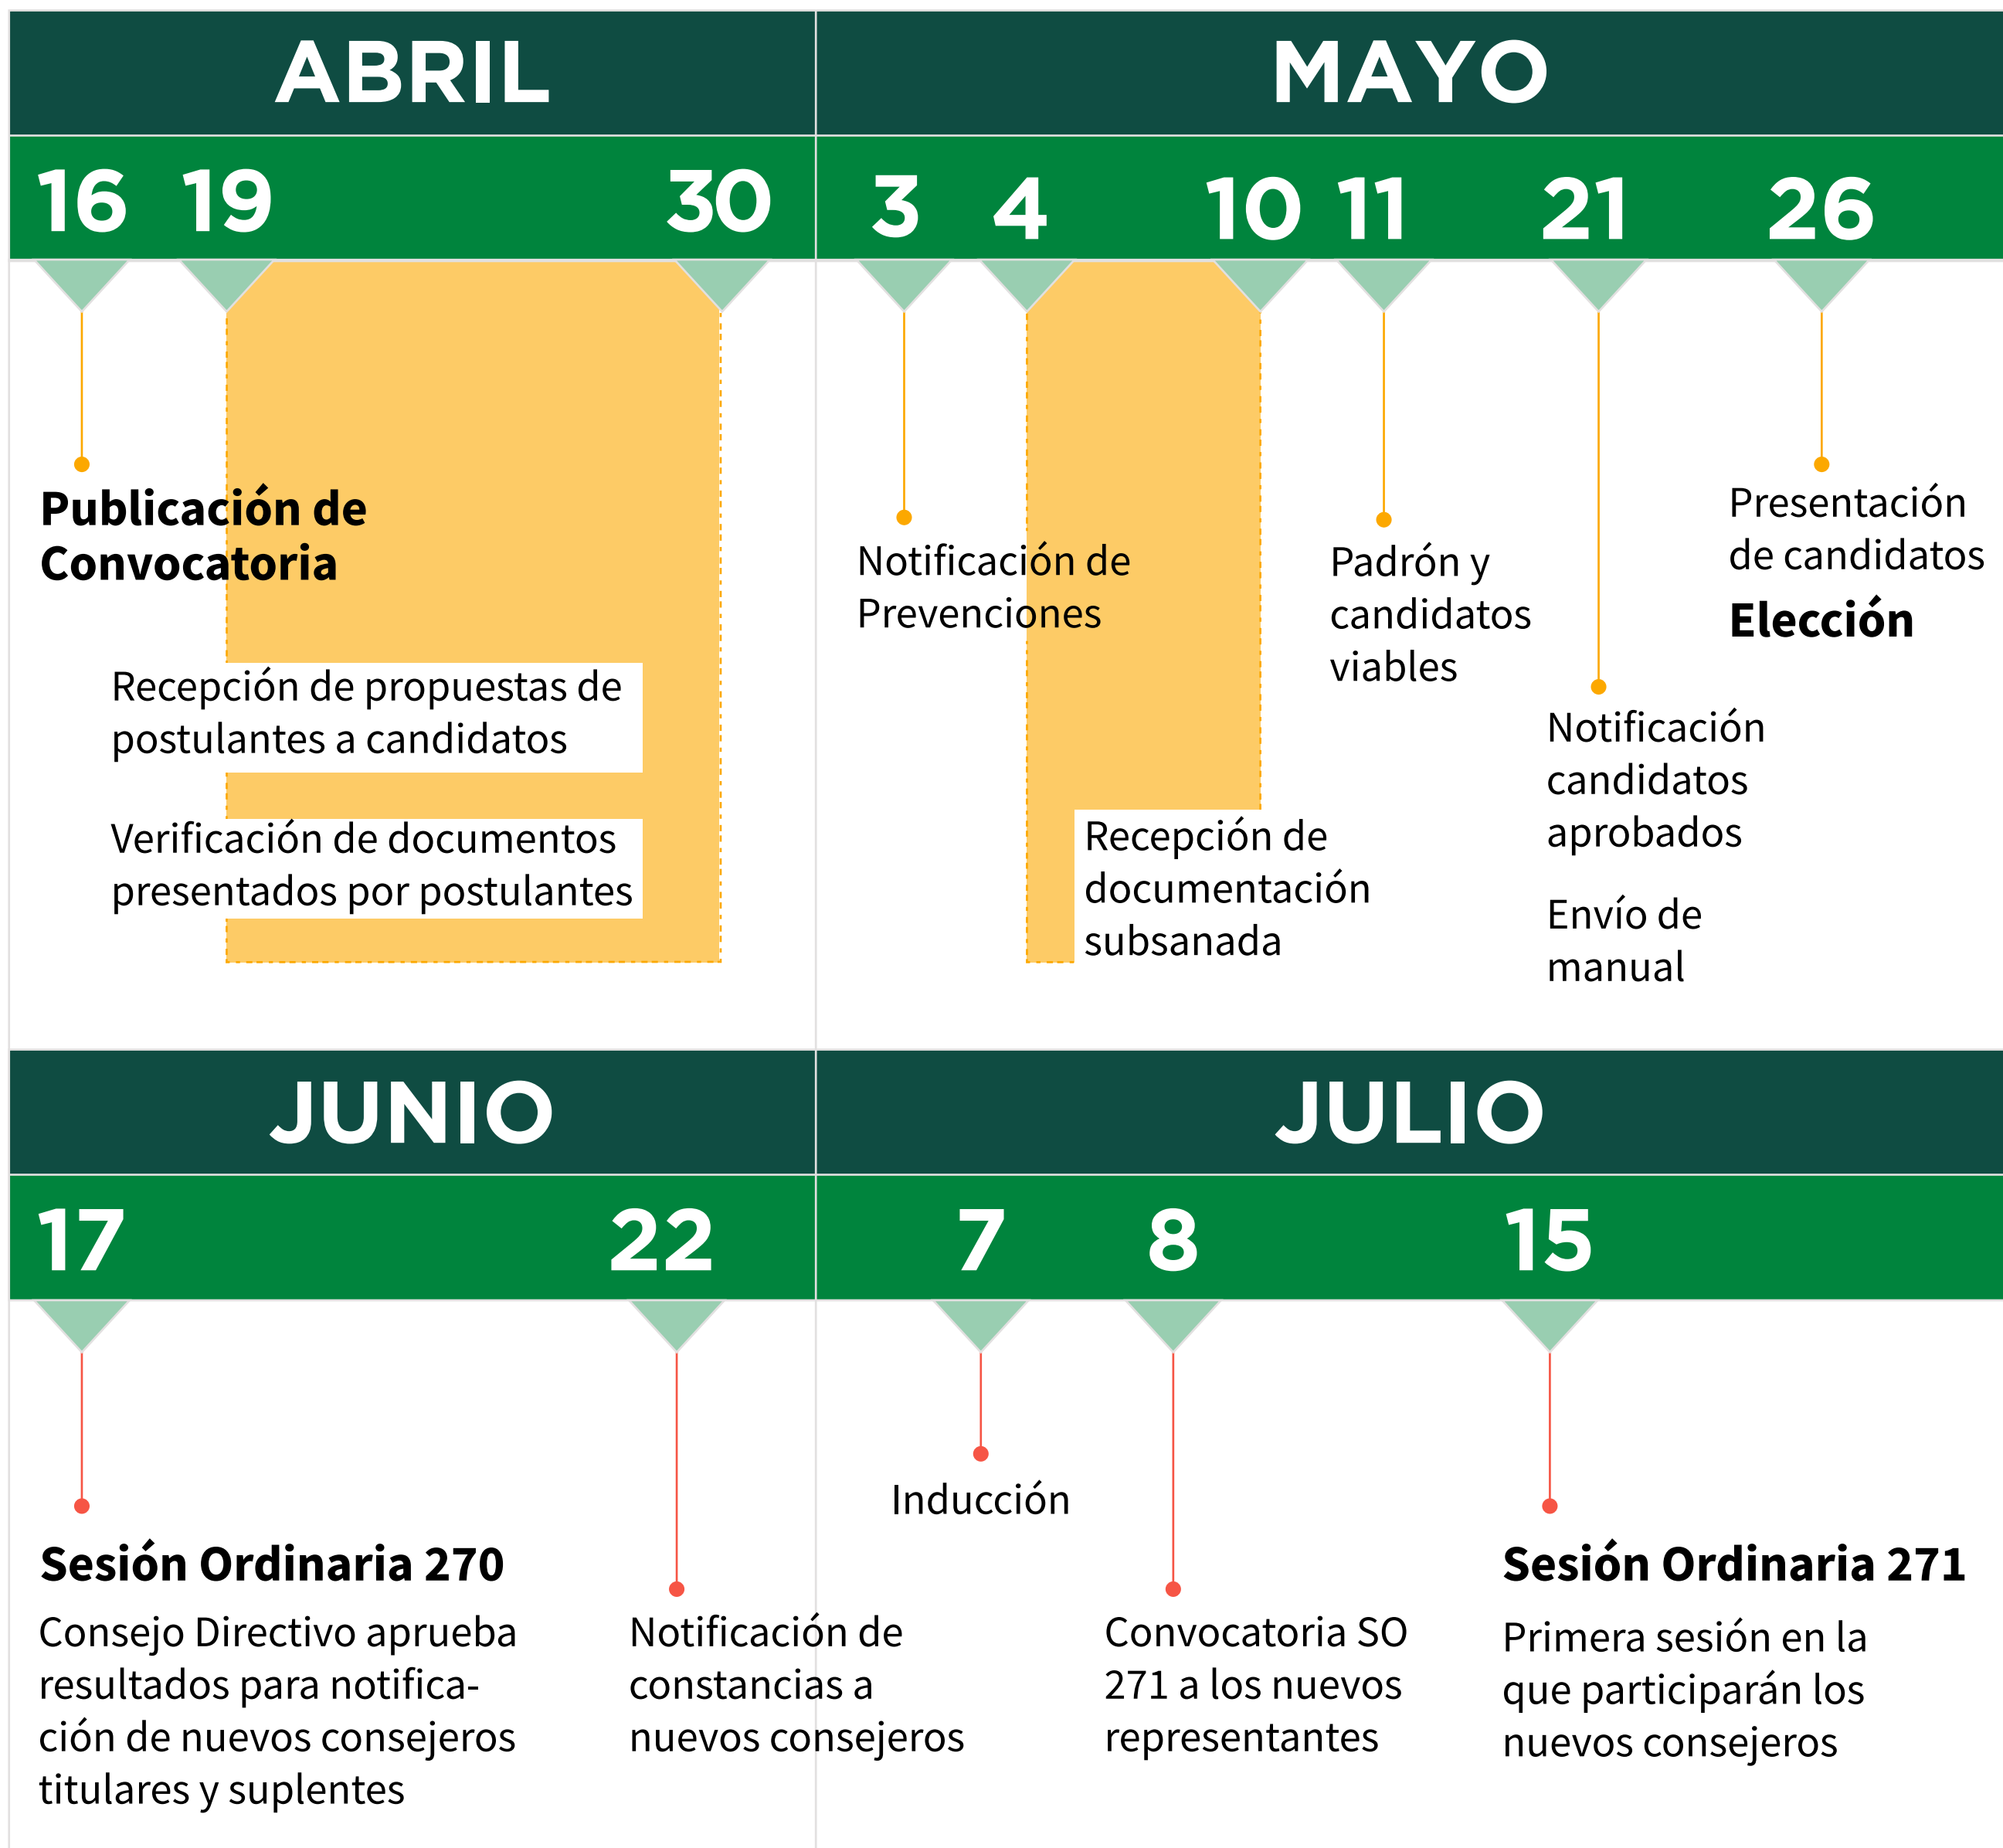 ABRIL
MAYO
16
19
30
3
4
10
11
21
26
Publicación de
Convocatoria
Recepción de propuestas de
postulantes a candidatos
Verificación de documentos
presentados por postulantes
Notificación de
Prevenciones
Recepción de
documentación
subsanada
Padrón y
candidatos
viables
Notificación
candidatos
aprobados
Envío de
manual
Presentación
de candidatos
Elección
JUNIO
JULIO
17
22
7
8
15
Sesión Ordinaria 270
Consejo Directivo aprueba
resultados para notifica-
ción de nuevos consejeros
titulares y suplentes
Notificación de
constancias a
nuevos consejeros
Inducción
Convocatoria SO
271 a los nuevos
representantes
Sesión Ordinaria 271
Primera sesión en la
que participarán los
nuevos consejeros